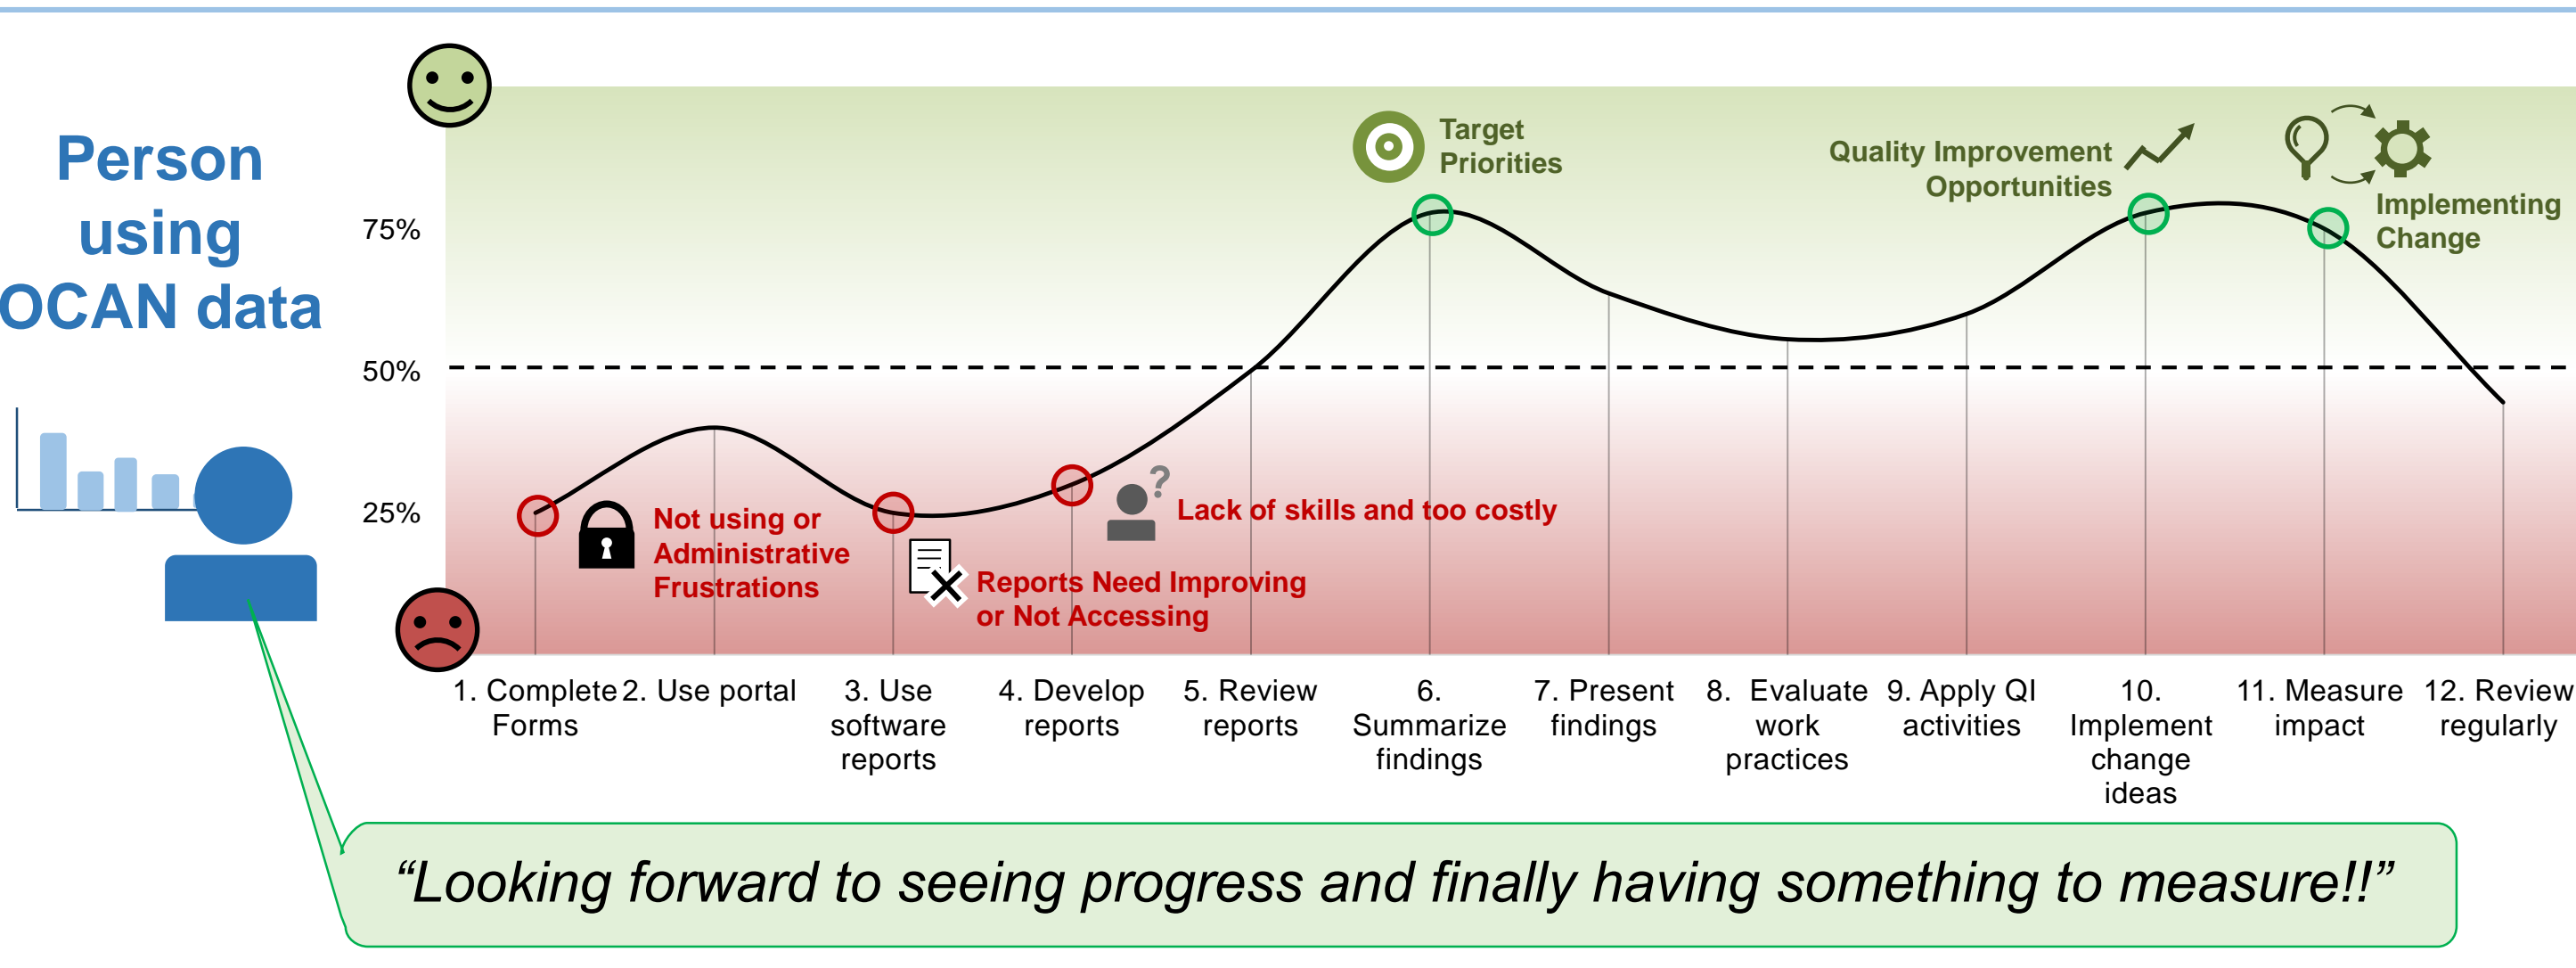 Person
using
OCAN data
75%
50%
25%
Target
Priorities
Quality Improvement
Opportunities
Implementing
Change
Not using or
Administrative
Frustrations
Reports Need Improving
or Not Accessing
?
Lack of skills and too costly
1. Complete
Forms
2. Use portal
3. Use
software
reports
4. Develop
reports
5. Review
reports
6.
Summarize
findings
7. Present
findings
8.  Evaluate
work
practices
9. Apply QI
activities
10.
Implement
change
ideas
11. Measure
impact
12. Review
regularly
“Looking forward to seeing progress and finally having something to measure!!”